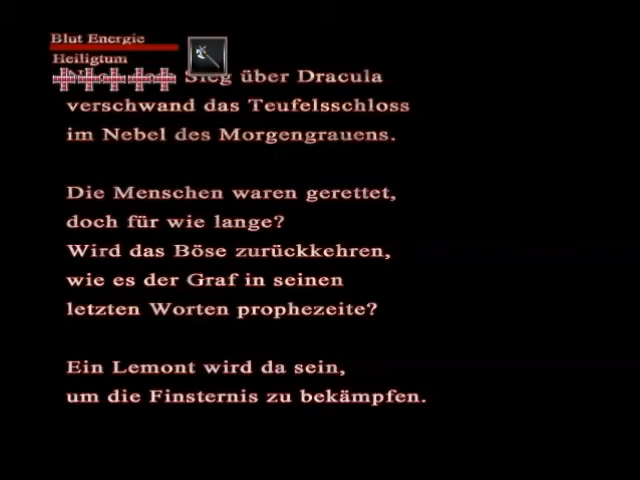 Blut Energie
Heiligtum
Sieg über Dracula
verschwand das Teufelsschloss
im Nebel des Morgengrauens.
Die Menschen waren gerettet,
doch für wie lange?
Wird das Böse zurückkehren,
wie es der Graf in seinen
letzten Worten prophezeite?
Ein Lemont wird da sein,
um die Finsternis zu bekämpfen.